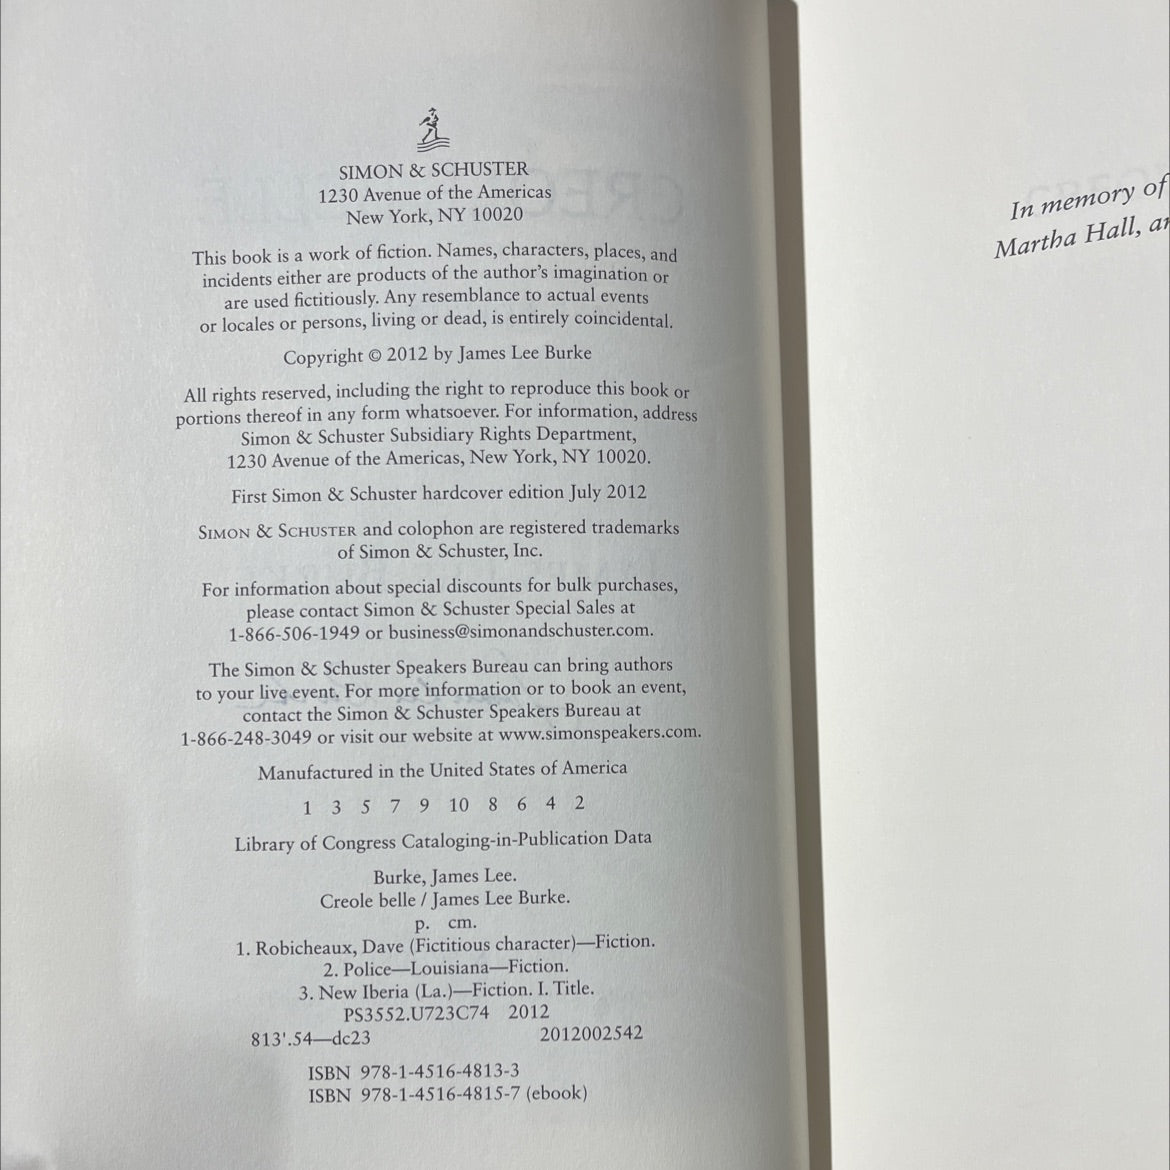 SIMON & SCHUSTER
1230 Avenue of the Americas
New York, NY 10020
This book is a work of fiction. Names, characters, places, and
incidents either are products of the author's imagination or
are used fictitiously. Any resemblance to actual events
or locales or persons, living or dead, is entirely coincidental.
Copyright © 2012 by James Lee Burke
All rights reserved, including the right to reproduce this book or
portions thereof in any form whatsoever. For information, address
Simon & Schuster Subsidiary Rights Department,
1230 Avenue of the Americas, New York, NY 10020.
First Simon & Schuster hardcover edition July 2012
SIMON & SCHUSTER and colophon are registered trademarks
of Simon & Schuster, Inc.
For information about special discounts for bulk purchases,
please contact Simon & Schuster Special Sales at
1-866-506-1949 or business@simonandschuster.com.
The Simon & Schuster Speakers Bureau can bring authors
to your live event. For more information or to book an event,
contact the Simon & Schuster Speakers Bureau at
1-866-248-3049 or visit our website at www.simonspeakers.com.
Manufactured in the United States of America
1 3 5 7 9 10 8 6 4 2
Library of Congress Cataloging-in-Publication Data
Burke, James Lee.
Creole belle / James Lee Burke.
p. cm.
1. Robicheaux, Dave (Fictitious character)—Fiction.
2. Police—Louisiana—Fiction.
3. New Iberia (La.)—Fiction. I. Title.
PS3552.U723C74 2012
813'.54—dc23 2012002542
ISBN 978-1-4516-4813-3
ISBN 978-1-4516-4815-7 (ebook)
In memory of
Martha Hall,